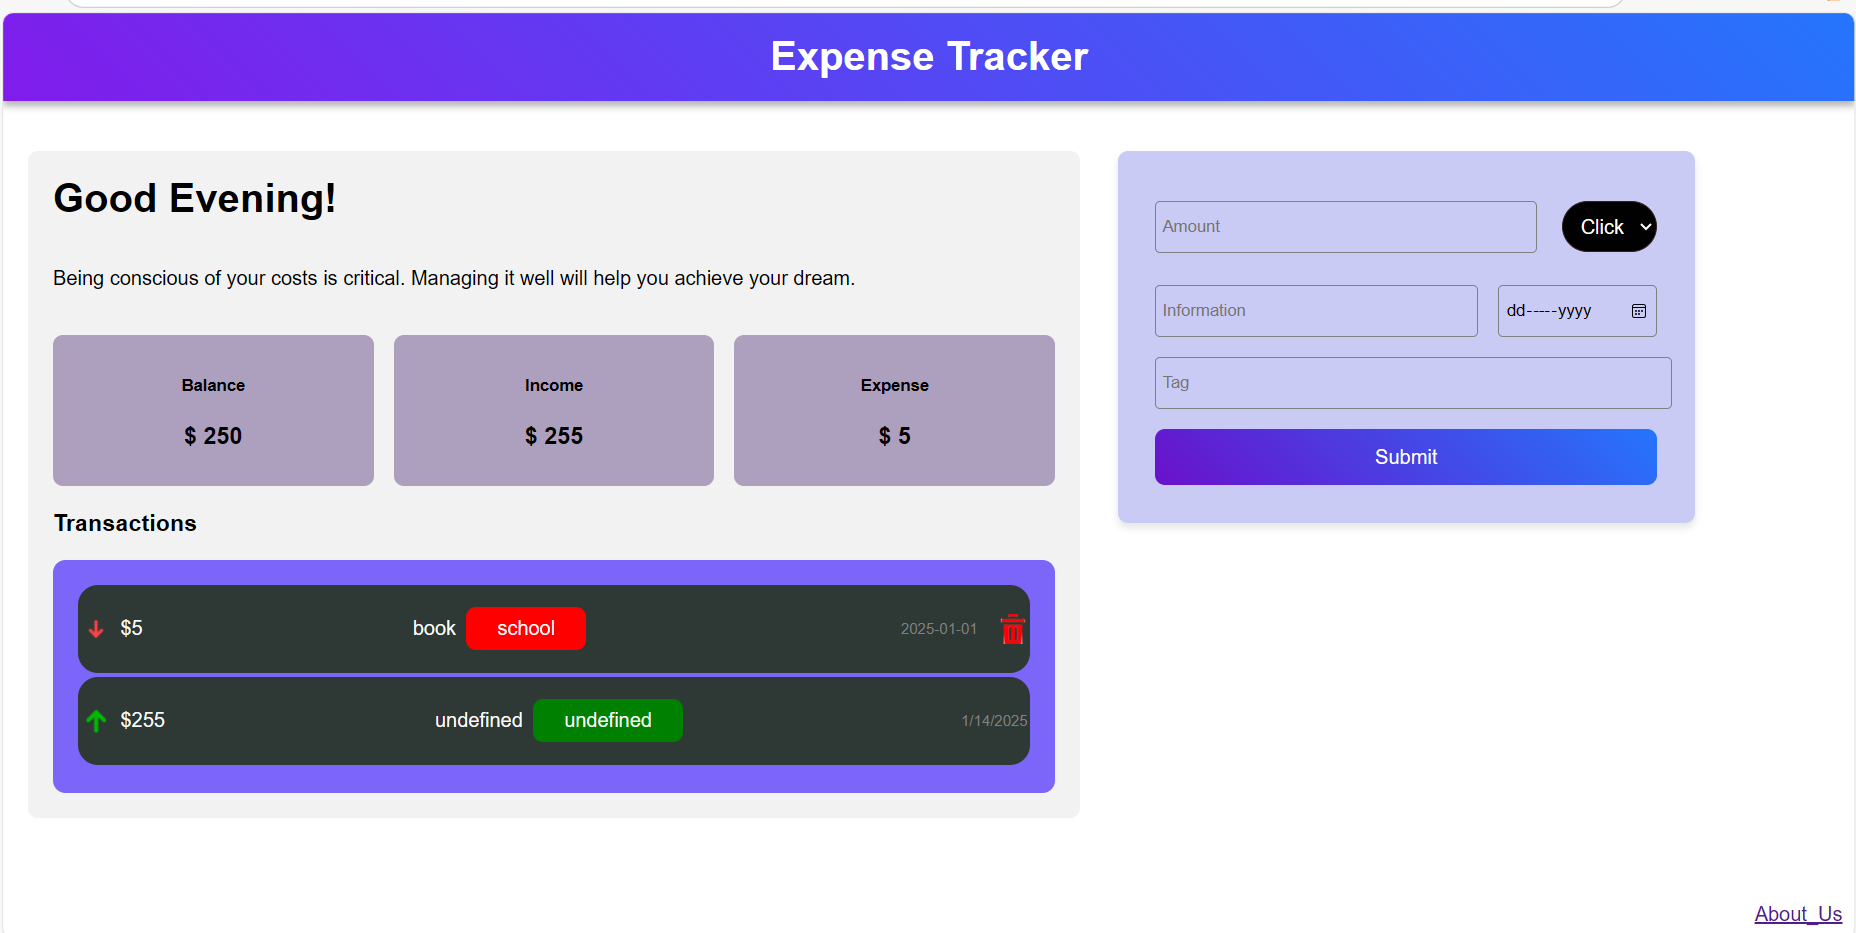 Expense Tracker
Good Evening!
Being conscious of your costs is critical. Managing it well will help you achieve your dream.
Balance
$ 250
Income
$ 255
Expense
$ 5
Transactions
$5 book school 2025-01-01
$255 undefined undefined 1/14/2025
Amount Click
Information dd-----yyyy
Tag
Submit
About_Us